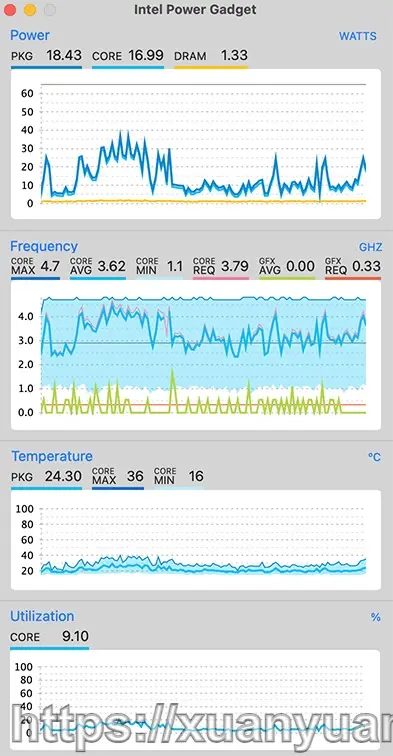 Intel Power Gadget
Power WATTS
PKG 18.43 CORE 16.99 DRAM 1.33
60
50
40
30
20
10
0
Frequency GHZ
CORE MAX 4.7 CORE AVG 3.62 CORE MIN 1.1 CORE REQ 3.79 GFX AVG 0.00 GFX REQ 0.33
4.0
3.0
2.0
1.0
0.0
Temperature ºC
PKG 24.30 CORE MAX 36 CORE MIN 16
100
80
60
40
20
Utilization %
CORE 9.10
100
80
60
40
20
0
https://xuanyuan